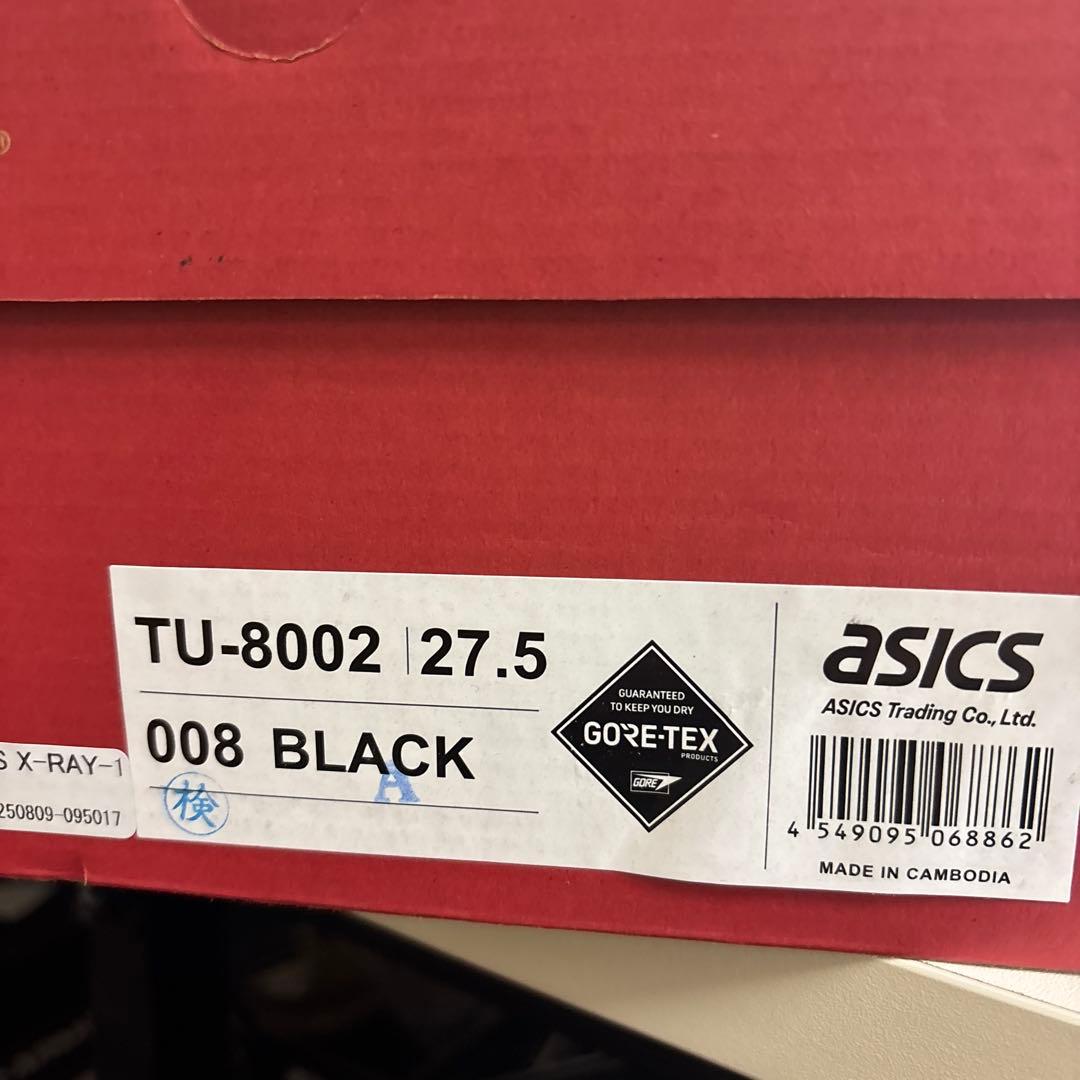 TU-8002 27.5
008 BLACK
A
検
GUARANTEED
TO KEEP YOU DRY
GORE-TEX
PRODUCTS
GORE
asics
ASICS Trading Co., Ltd.
4 549095 068862
MADE IN CAMBODIA
S X-RAY-1
250809-095017